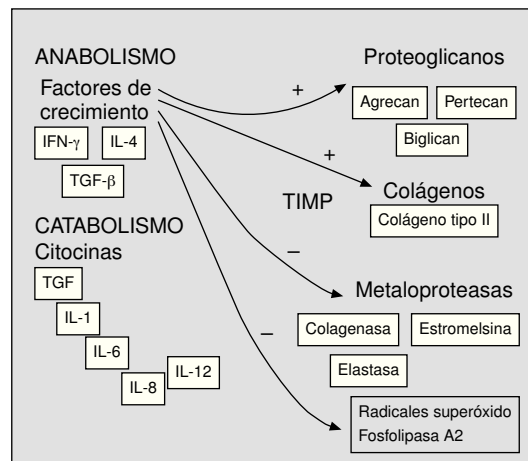 ANABOLISMO
Factores de
crecimiento
IFN-γ
IL-4
TGF-β
CATABOLISMO
Citocinas
TGF
IL-1
IL-6
IL-8
IL-12
+
+
TIMP
–
–
Proteoglicanos
Agrecan
Pertecan
Biglican
Colágenos
Colágeno tipo II
Metaloproteasas
Colagenasa
Estromelsina
Elastasa
Radicales superóxido
Fosfolipasa A2